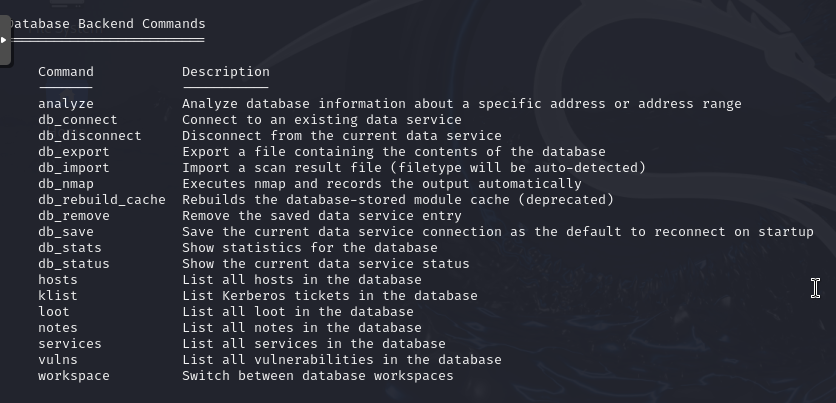 Database Backend Commands
Command Description
analyze Analyze database information about a specific address or address range
db_connect Connect to an existing data service
db_disconnect Disconnect from the current data service
db_export Export a file containing the contents of the database
db_import Import a scan result file (filetype will be auto-detected)
db_nmap Executes nmap and records the output automatically
db_rebuild_cache Rebuilds the database-stored module cache (deprecated)
db_remove Remove the saved data service entry
db_save Save the current data service connection as the default to reconnect on startup
db_stats Show statistics for the database
db_status Show the current data service status
hosts List all hosts in the database
klist List Kerberos tickets in the database
loot List all loot in the database
notes List all notes in the database
services List all services in the database
vulns List all vulnerabilities in the database
workspace Switch between database workspaces